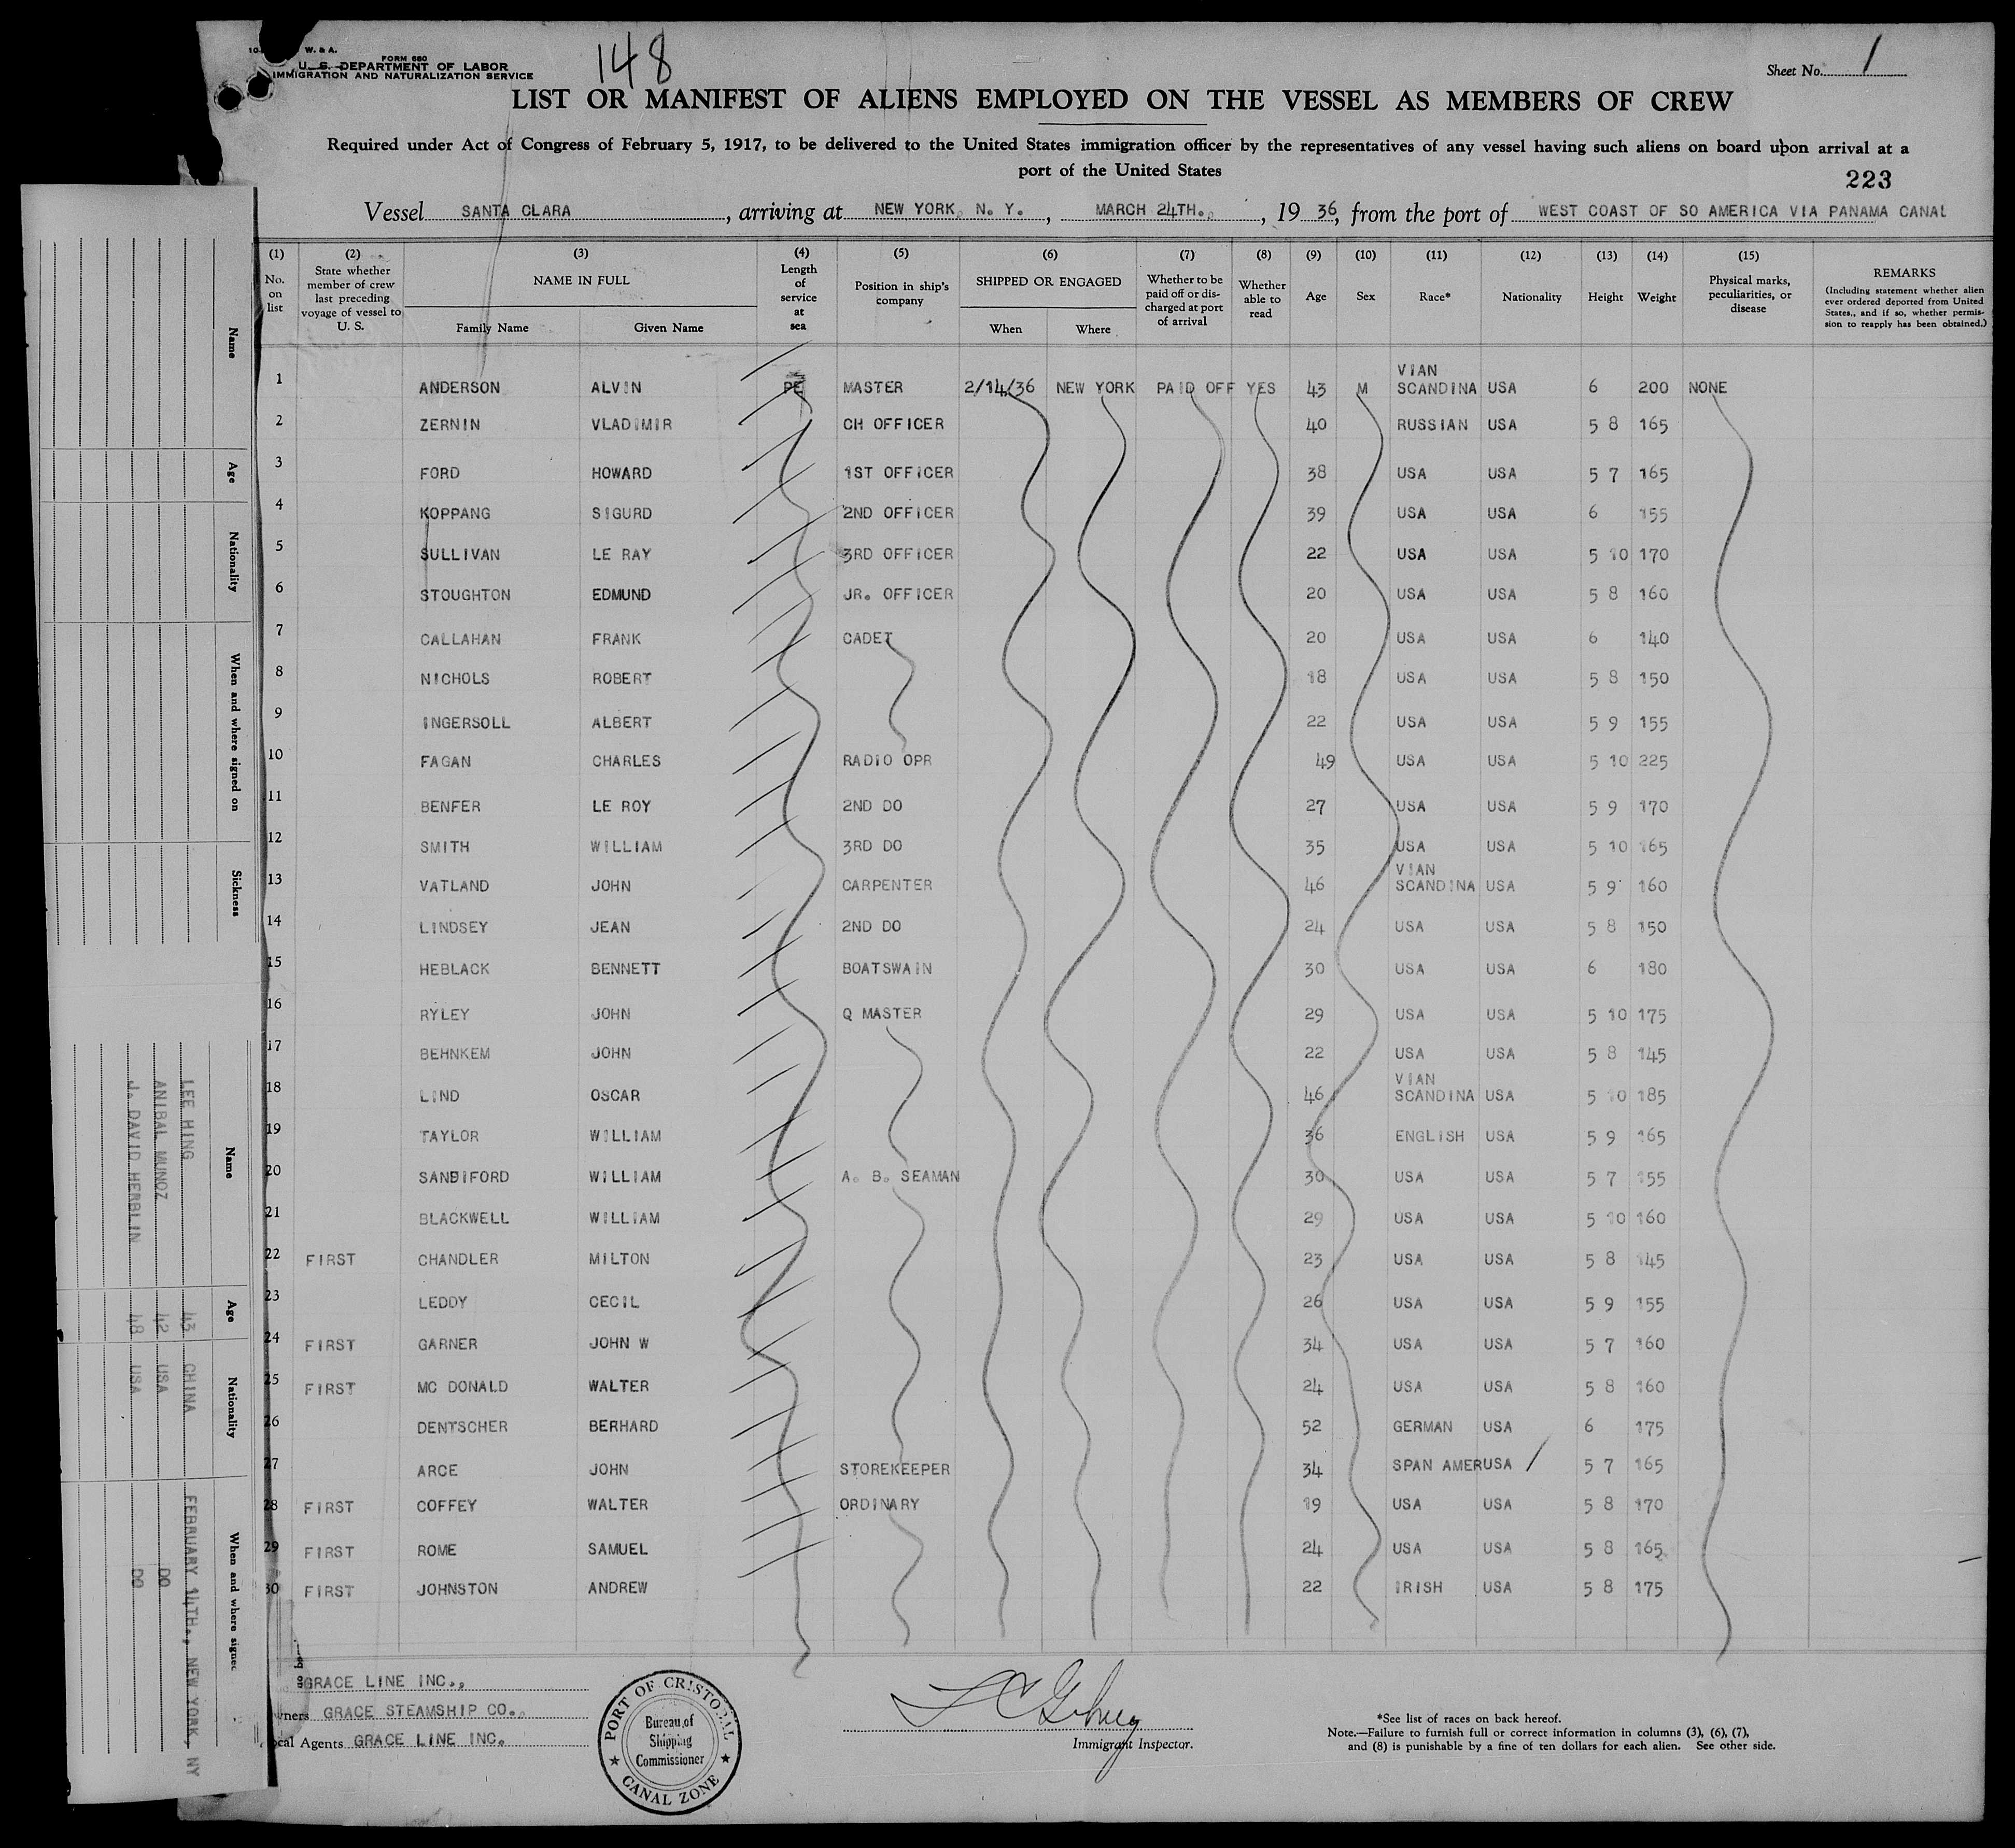 W. & A.
FORM 680
U. S. DEPARTMENT OF LABOR
IMMIGRATION AND NATURALIZATION SERVICE
148
Sheet No. 1
LIST OR MANIFEST OF ALIENS EMPLOYED ON THE VESSEL AS MEMBERS OF CREW
Required under Act of Congress of February 5, 1917, to be delivered to the United States immigration officer by the representatives of any vessel having such aliens on board upon arrival at a
port of the United States
223
Vessel SANTA CLARA, arriving at NEW YORK, N. Y., MARCH 24TH., 19 36, from the port of WEST COAST OF SO AMERICA VIA PANAMA CANAL
(1) No. on list
(2) State whether member of crew last preceding voyage of vessel to U. S.
(3) NAME IN FULL
Family Name Given Name
(4) Length of service at sea
(5) Position in ship's company
(6) SHIPPED OR ENGAGED
When Where
(7) Whether to be paid off or discharged at port of arrival
(8) Whether able to read
(9) Age
(10) Sex
(11) Race*
(12) Nationality
(13) Height
(14) Weight
(15) Physical marks, peculiarities, or disease
REMARKS
(Including statement whether alien ever ordered deported from United States., and if so, whether permission to reapply has been obtained.)
1 ANDERSON ALVIN MASTER 2/14/36 NEW YORK PAID OFF YES 43 M VIAN SCANDINA USA 6 200 NONE
2 ZERNIN VLADIMIR CH OFFICER 40 RUSSIAN USA 5 8 165
3 FORD HOWARD 1ST OFFICER 38 USA USA 5 7 165
4 KOPPANG SIGURD 2ND OFFICER 39 USA USA 6 155
5 SULLIVAN LE RAY 3RD OFFICER 22 USA USA 5 10 170
6 STOUGHTON EDMUND JR. OFFICER 20 USA USA 5 8 160
7 CALLAHAN FRANK CADET 20 USA USA 6 140
8 NICHOLS ROBERT 18 USA USA 5 8 150
9 INGERSOLL ALBERT 22 USA USA 5 9 155
10 FAGAN CHARLES RADIO OPR 49 USA USA 5 10 225
11 BENFER LE ROY 2ND DO 27 USA USA 5 9 170
12 SMITH WILLIAM 3RD DO 35 USA USA 5 10 165
13 VATLAND JOHN CARPENTER 46 VIAN SCANDINA USA 5 9 160
14 LINDSEY JEAN 2ND DO 24 USA USA 5 8 150
15 HEBLACK BENNETT BOATSWAIN 30 USA USA 6 180
16 RYLEY JOHN Q MASTER 29 USA USA 5 10 175
17 BEHNKEM JOHN 22 USA USA 5 8 145
18 LIND OSCAR 46 VIAN SCANDINA USA 5 10 185
19 TAYLOR WILLIAM 36 ENGLISH USA 5 9 165
20 SANDIFORD WILLIAM A. B. SEAMAN 30 USA USA 5 7 155
21 BLACKWELL WILLIAM 29 USA USA 5 10 160
22 FIRST CHANDLER MILTON 23 USA USA 5 8 145
23 LEDDY CECIL 26 USA USA 5 9 155
24 FIRST GARNER JOHN W 34 USA USA 5 7 160
25 FIRST MC DONALD WALTER 24 USA USA 5 8 160
26 DENTSCHER BERHARD 52 GERMAN USA 6 175
27 ARCE JOHN STOREKEEPER 34 SPAN AMER USA 5 7 165
28 FIRST COFFEY WALTER ORDINARY 19 USA USA 5 8 170
29 FIRST ROME SAMUEL 24 USA USA 5 8 165
30 FIRST JOHNSTON ANDREW 22 IRISH USA 5 8 175
GRACE LINE INC.,
wners GRACE STEAMSHIP CO.,
ocal Agents GRACE LINE INC.
PORT OF CRISTOBAL
Bureau of
Shipping
Commissioner
CANAL ZONE
Immigrant Inspector.
*See list of races on back hereof.
Note.—Failure to furnish full or correct information in columns (3), (6), (7),
and (8) is punishable by a fine of ten dollars for each alien. See other side.
Name Age Nationality When and where signed on Sickness
Name Age Nationality When and where signed
LEE HING 43 CHINA FEBRUARY 14TH., NEW YORK, NY
ANIBAL MUNOZ 42 USA DO
J. DAVID HERBLIN 48 USA DO